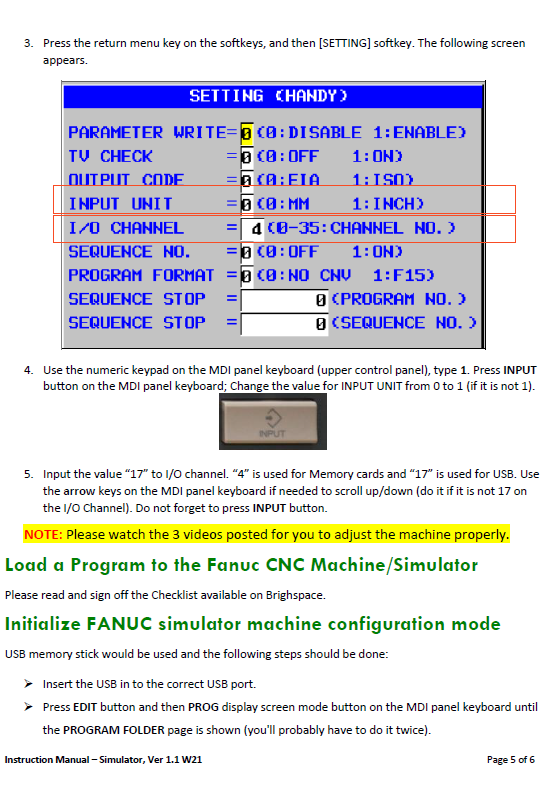 3. Press the return menu key on the softkeys, and then [SETTING] softkey. The following screen
appears.
SETTING (HANDY)
PARAMETER WRITE=0(0:DISABLE 1:ENABLE)
TV CHECK =0(0:OFF 1:ON)
OUTPUT CODE =0(0:EIA 1:ISO)
INPUT UNIT =0(0:MM 1:INCH)
I/O CHANNEL = 4(0-35:CHANNEL NO.)
SEQUENCE NO. =0(0:OFF 1:ON)
PROGRAM FORMAT =0(0:NO CNV 1:F15)
SEQUENCE STOP = 0(PROGRAM NO.)
SEQUENCE STOP = 0(SEQUENCE NO.)
4. Use the numeric keypad on the MDI panel keyboard (upper control panel), type 1. Press INPUT
button on the MDI panel keyboard; Change the value for INPUT UNIT from 0 to 1 (if it is not 1).
INPUT
5. Input the value “17” to I/O channel. “4” is used for Memory cards and “17” is used for USB. Use
the arrow keys on the MDI panel keyboard if needed to scroll up/down (do it if it is not 17 on
the I/O Channel). Do not forget to press INPUT button.
NOTE: Please watch the 3 videos posted for you to adjust the machine properly.
Load a Program to the Fanuc CNC Machine/Simulator
Please read and sign off the Checklist available on Brighspace.
Initialize FANUC simulator machine configuration mode
USB memory stick would be used and the following steps should be done:
➢ Insert the USB in to the correct USB port.
➢ Press EDIT button and then PROG display screen mode button on the MDI panel keyboard until
the PROGRAM FOLDER page is shown (you'll probably have to do it twice).
Instruction Manual – Simulator, Ver 1.1 W21 Page 5 of 6